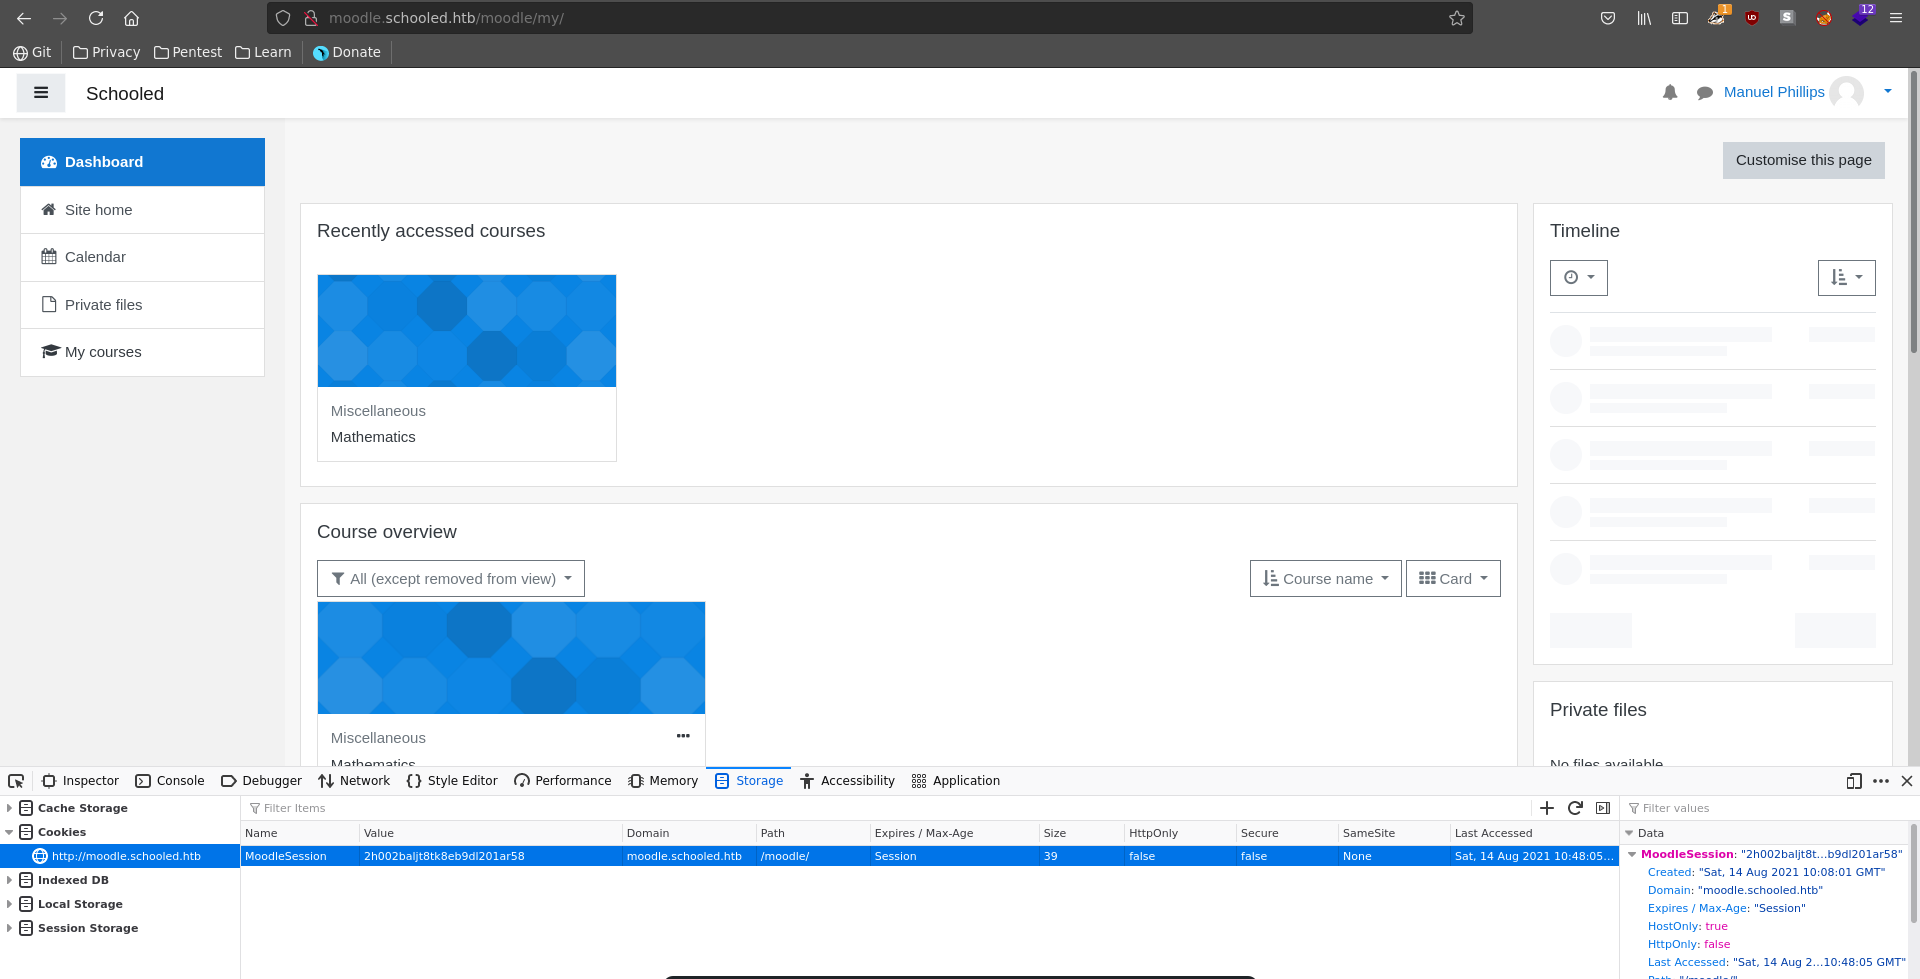 moodle.schooled.htb/moodle/my/
1
12
Git Privacy Pentest Learn Donate
Schooled
Manuel Phillips
Dashboard
Site home
Calendar
Private files
My courses
Customise this page
Recently accessed courses
Miscellaneous
Mathematics
Timeline
Course overview
All (except removed from view)
Course name
Card
Miscellaneous
Mathematics
Private files
No files available
Inspector Console Debugger Network Style Editor Performance Memory Storage Accessibility Application
Cache Storage
Cookies
http://moodle.schooled.htb
Indexed DB
Local Storage
Session Storage
Filter Items
Name Value Domain Path Expires / Max-Age Size HttpOnly Secure SameSite Last Accessed
MoodleSession 2h002baljt8tk8eb9dl201ar58 moodle.schooled.htb /moodle/ Session 39 false false None Sat, 14 Aug 2021 10:48:05...
Filter values
Data
MoodleSession: "2h002baljt8t...b9dl201ar58"
Created: "Sat, 14 Aug 2021 10:08:01 GMT"
Domain: "moodle.schooled.htb"
Expires / Max-Age: "Session"
HostOnly: true
HttpOnly: false
Last Accessed: "Sat, 14 Aug 2...10:48:05 GMT"
Path: "/moodle/"